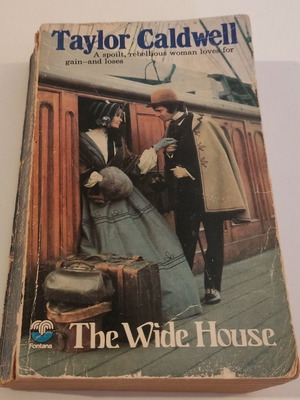 Taylor Caldwell
A spoilt, rebellious woman loves for
gain-and loses
The Wide House
Fontana